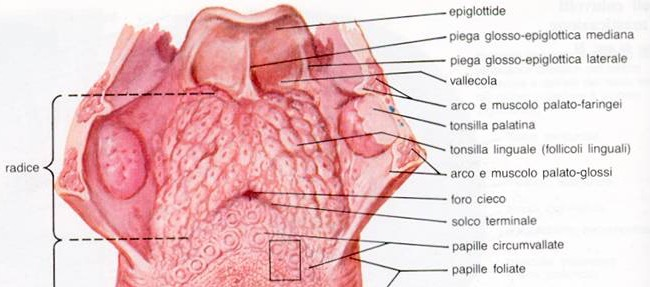 epiglottide
piega glosso-epiglottica mediana
piega glosso-epiglottica laterale
vallecola
arco e muscolo palato-faringei
tonsilla palatina
tonsilla linguale (follicoli linguali)
radice
arco e muscolo palato-glossi
foro cieco
solco terminale
papille circumvallate
papille foliate